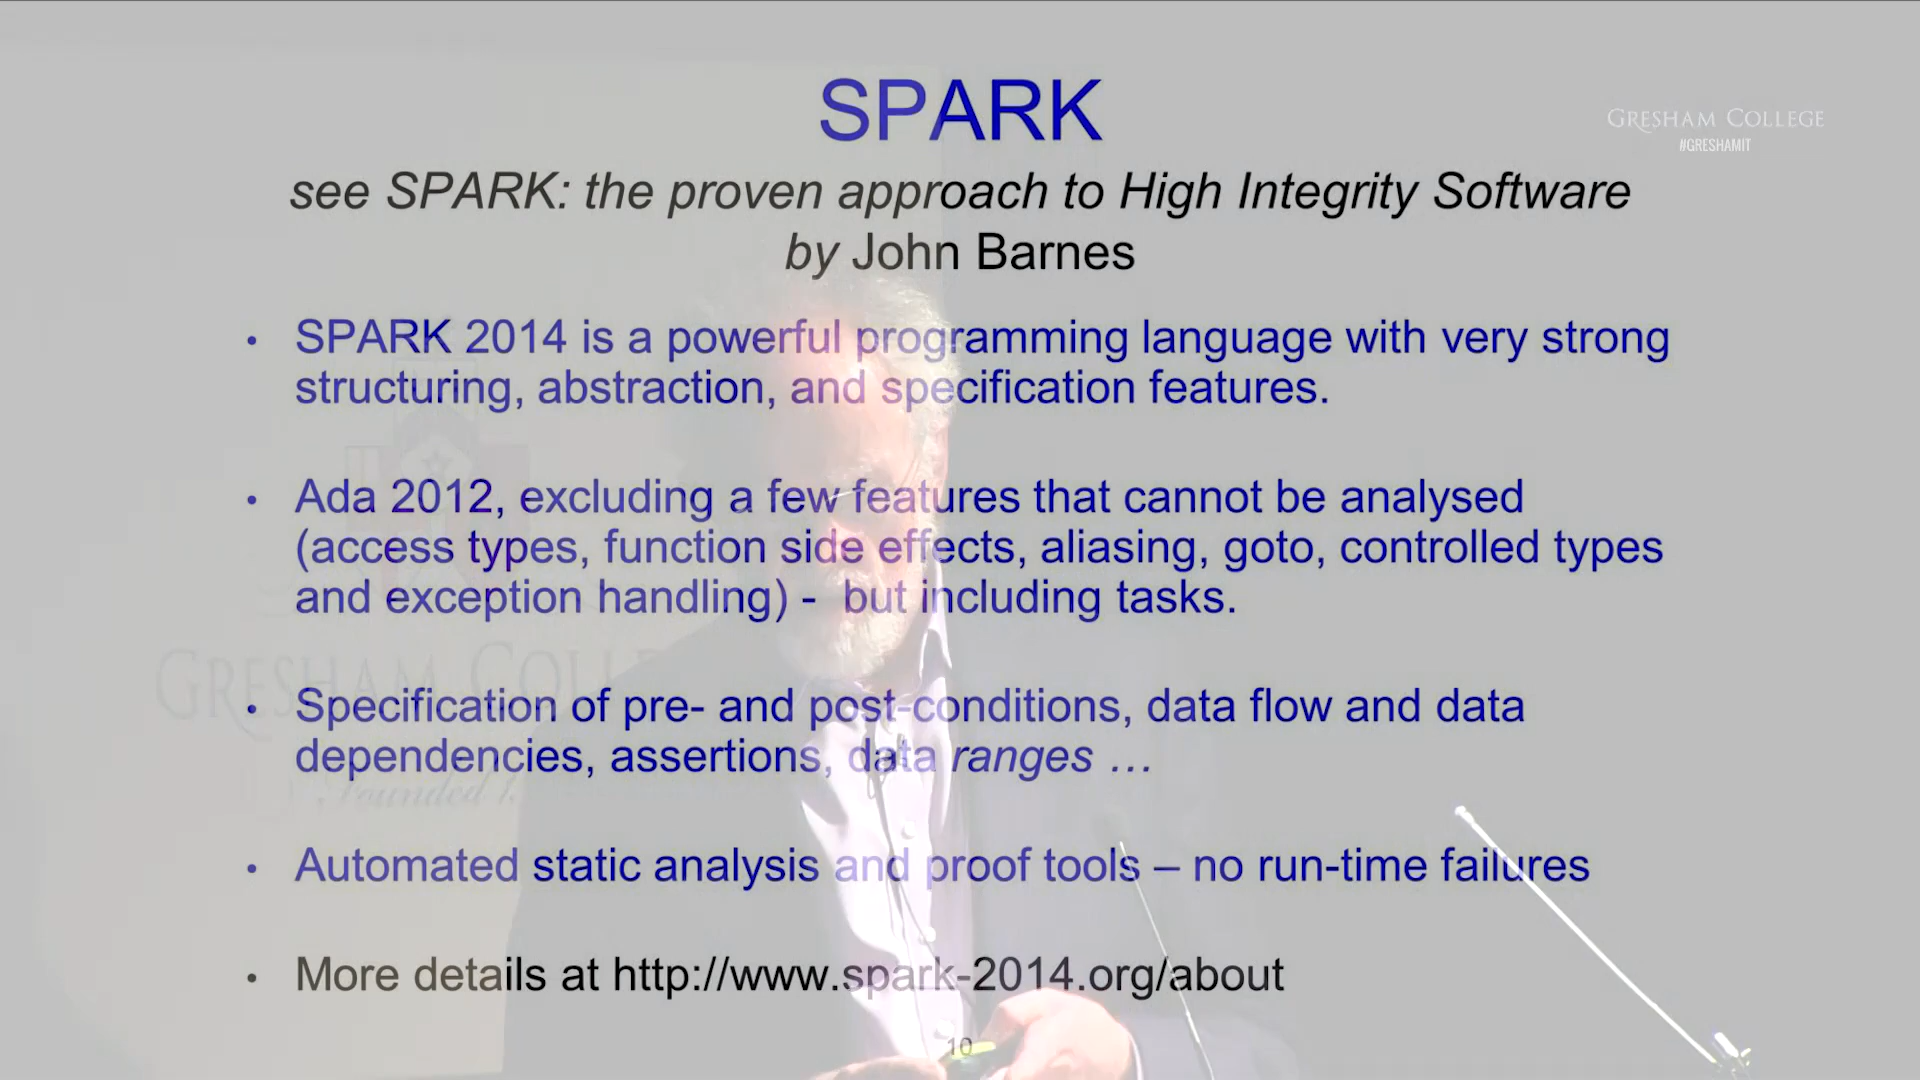 SPARK
GRESHAM COLLEGE
#GRESHAMIT
see SPARK: the proven approach to High Integrity Software
by John Barnes
• SPARK 2014 is a powerful programming language with very strong
structuring, abstraction, and specification features.
• Ada 2012, excluding a few features that cannot be analysed
(access types, function side effects, aliasing, goto, controlled types
and exception handling) - but including tasks.
GRESHAM COLL
• Specification of pre- and post-conditions, data flow and data
dependencies, assertions, data ranges …
Founded
• Automated static analysis and proof tools – no run-time failures
• More details at http://www.spark-2014.org/about
10